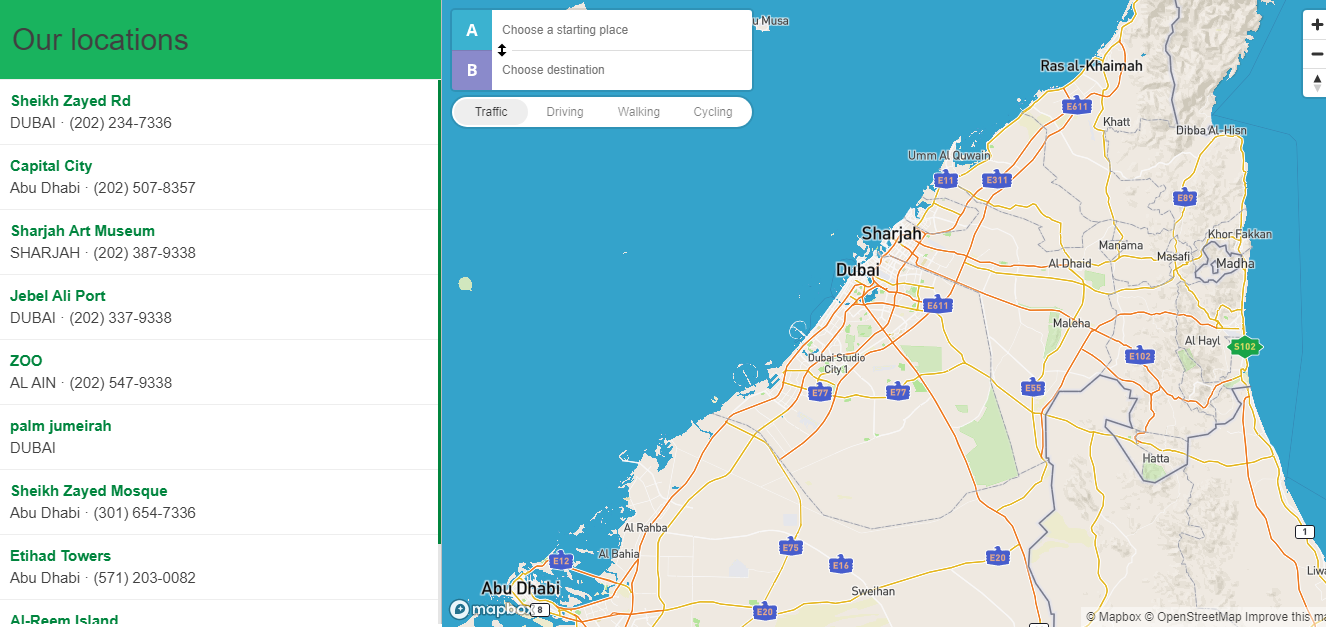 Our locations
Sheikh Zayed Rd
DUBAI · (202) 234-7336
Capital City
Abu Dhabi · (202) 507-8357
Sharjah Art Museum
SHARJAH · (202) 387-9338
Jebel Ali Port
DUBAI · (202) 337-9338
ZOO
AL AIN · (202) 547-9338
palm jumeirah
DUBAI
Sheikh Zayed Mosque
Abu Dhabi · (301) 654-7336
Etihad Towers
Abu Dhabi · (571) 203-0082
Al-Reem Island
A Choose a starting place
B Choose destination
Traffic Driving Walking Cycling
u Musa
Ras al-Khaimah
E611
Khatt
Dibba Al-Hisn
Umm Al Quwain
E11
E311
E89
Sharjah
Khor Fakkan
Manama
Masafi
Madha
Al Dhaid
Dubai
E611
Maleha
Al Hayl
S102
E102
Dubai Studio
City 1
E77
E77
E55
Hatta
Al Rahba
Al Bahia
E12
E75
E16
E20
1
Liwa
Sweihan
Abu Dhabi
mapbox
8
E20
© Mapbox © OpenStreetMap Improve this ma